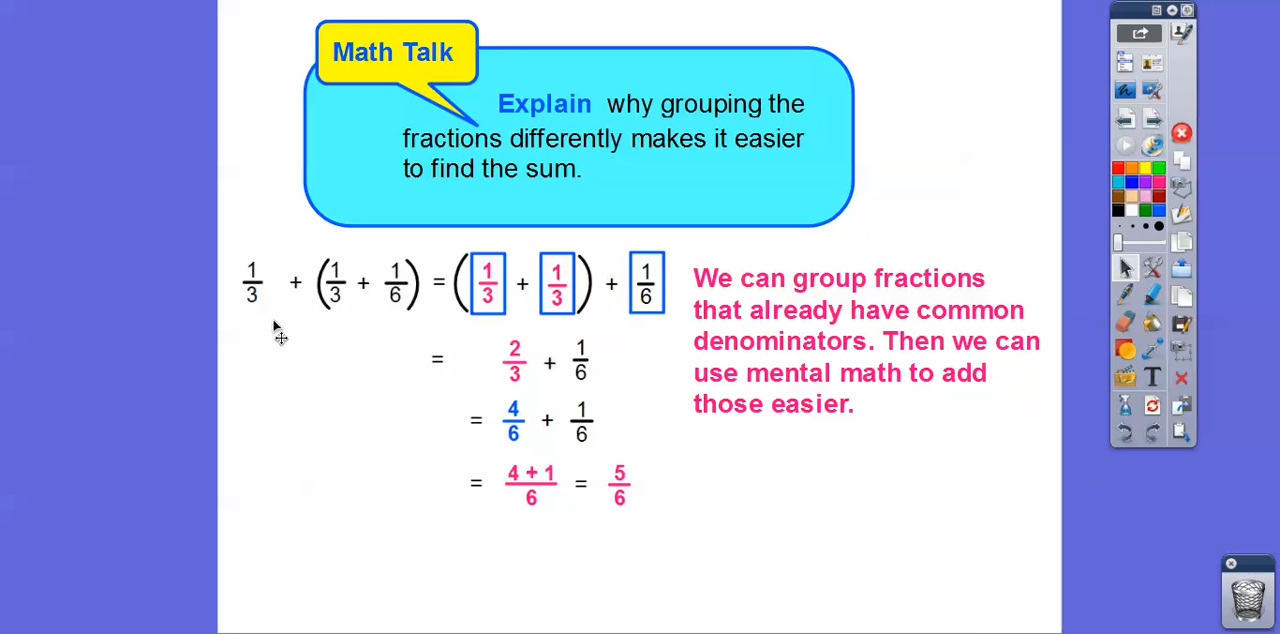 Math Talk
Explain why grouping the
fractions differently makes it easier
to find the sum.
1/3 + (1/3 + 1/6) = (1/3 + 1/3) + 1/6
= 2/3 + 1/6
= 4/6 + 1/6
= 4 + 1/6 = 5/6
We can group fractions
that already have common
denominators. Then we can
use mental math to add
those easier.